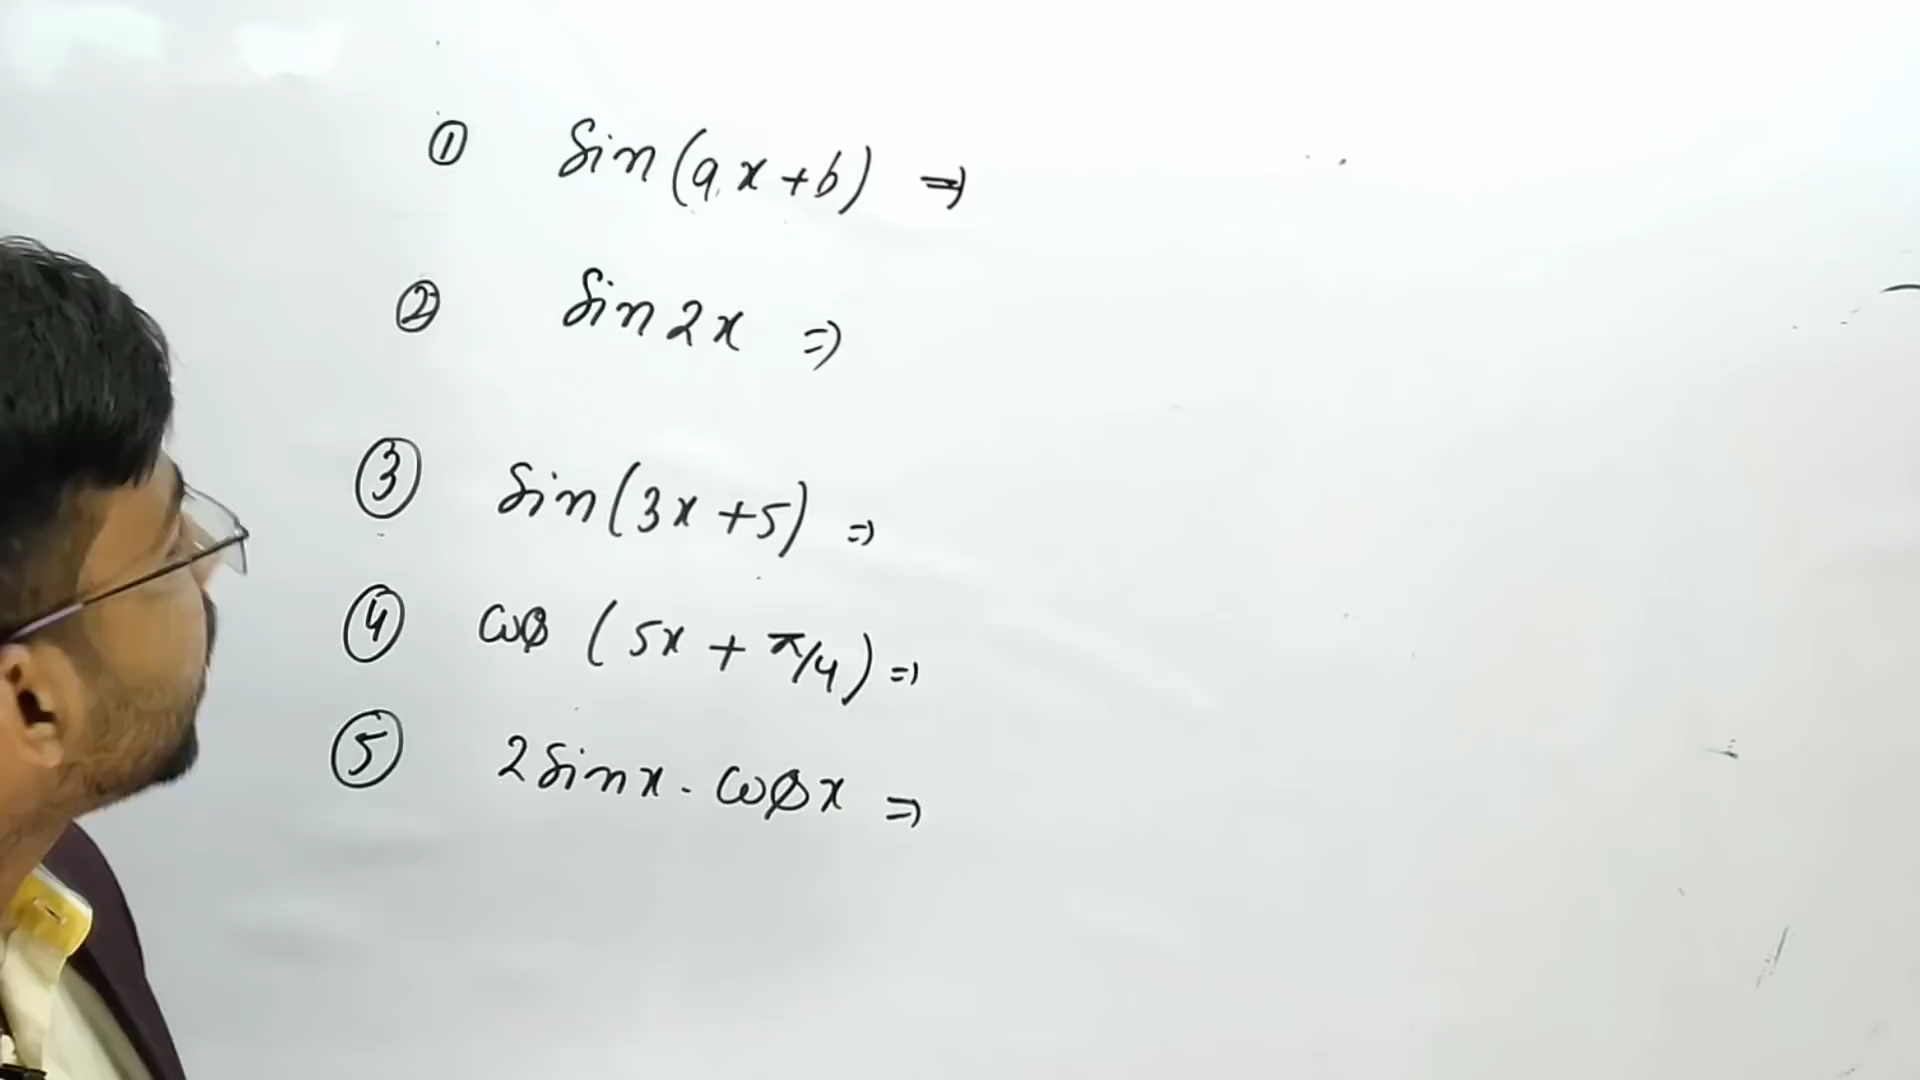 ① sin(ax+b) ⇒
② sin2x ⇒
③ sin(3x+5) ⇒
④ cos (5x + π/4) ⇒
⑤ 2sinx · cosx ⇒